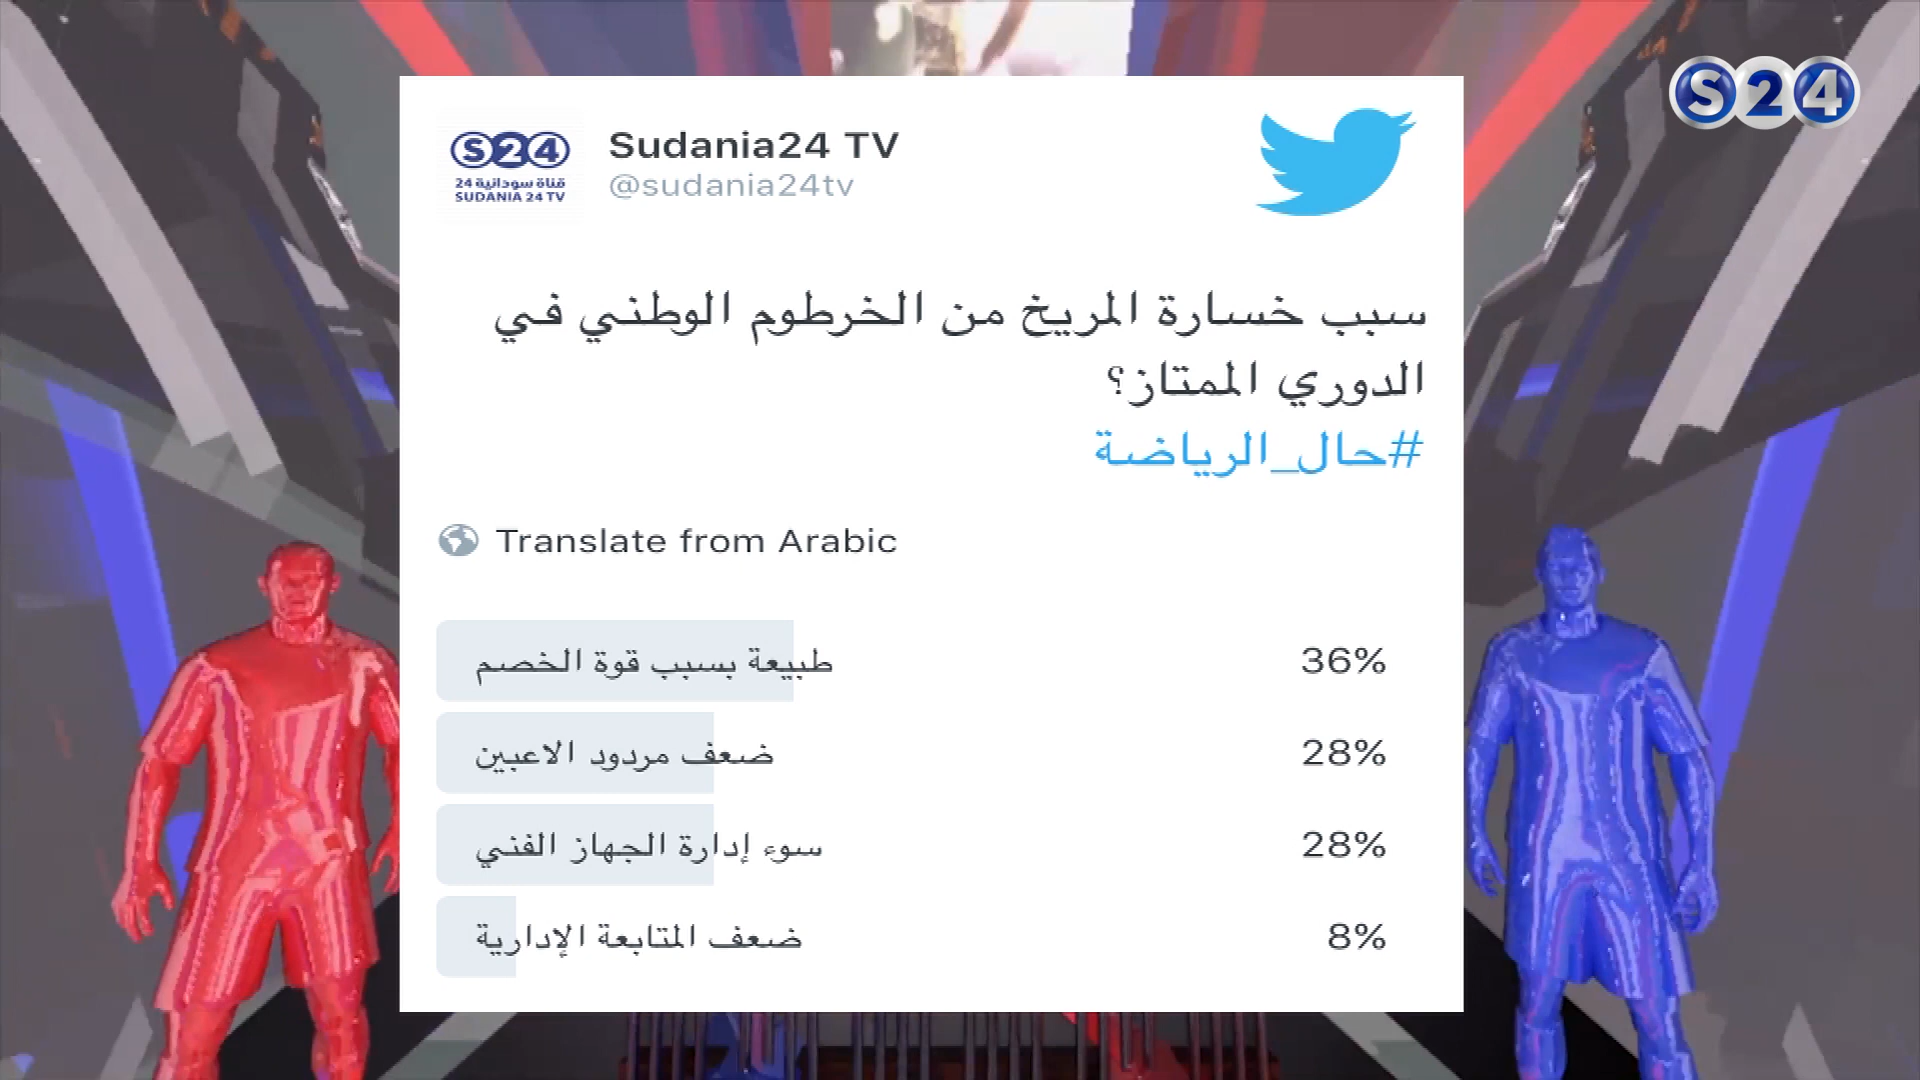 S24
S24
قناة سودانية 24
SUDANIA 24 TV
Sudania24 TV
@sudania24tv
سبب خسارة المريخ من الخرطوم الوطني في
الدوري الممتاز؟
#حال_الرياضة
Translate from Arabic
طبيعة بسبب قوة الخصم 36%
ضعف مردود الاعبين 28%
سوء إدارة الجهاز الفني 28%
ضعف المتابعة الإدارية 8%